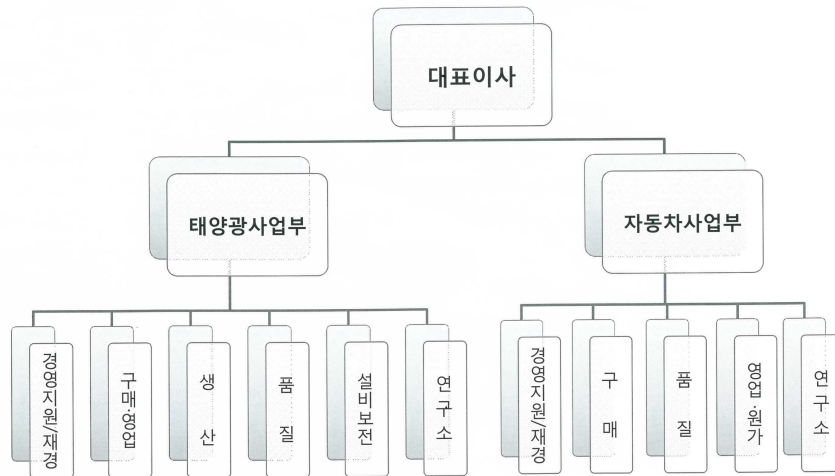 대표이사
태양광사업부
자동차사업부
경영지원/재경
구매·영업
생 산
품 질
설비보전
연구소
경영지원/재경
구 매
품 질
영업·원가
연구소